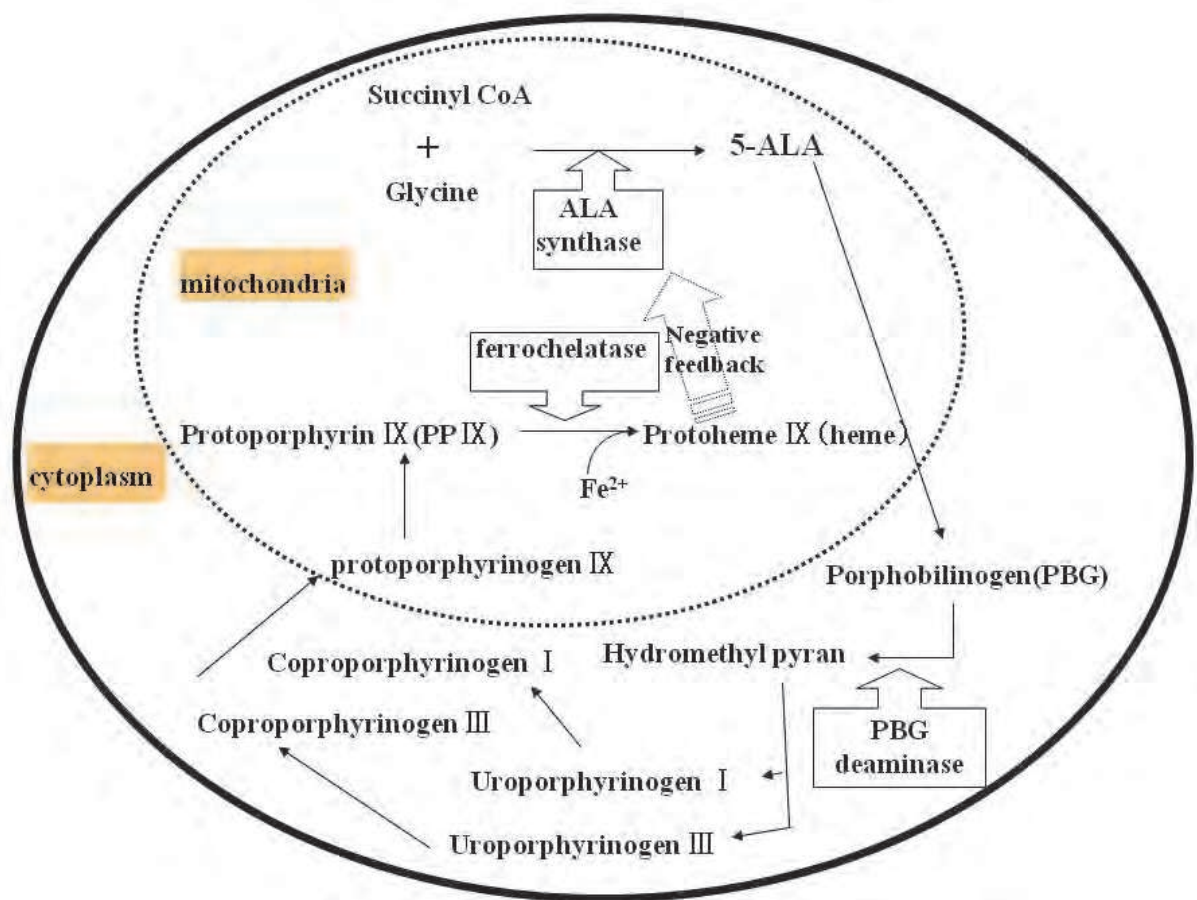 Succinyl CoA
+
Glycine
5-ALA
ALA
synthase
mitochondria
ferrochelatase
Negative
feedback
Protoporphyrin Ⅸ(PPⅨ)
Protoheme Ⅸ (heme)
Fe²⁺
cytoplasm
protoporphyrinogen Ⅸ
Porphobilinogen(PBG)
Hydromethyl pyran
Coproporphyrinogen Ⅰ
Coproporphyrinogen Ⅲ
PBG
deaminase
Uroporphyrinogen Ⅰ
Uroporphyrinogen Ⅲ